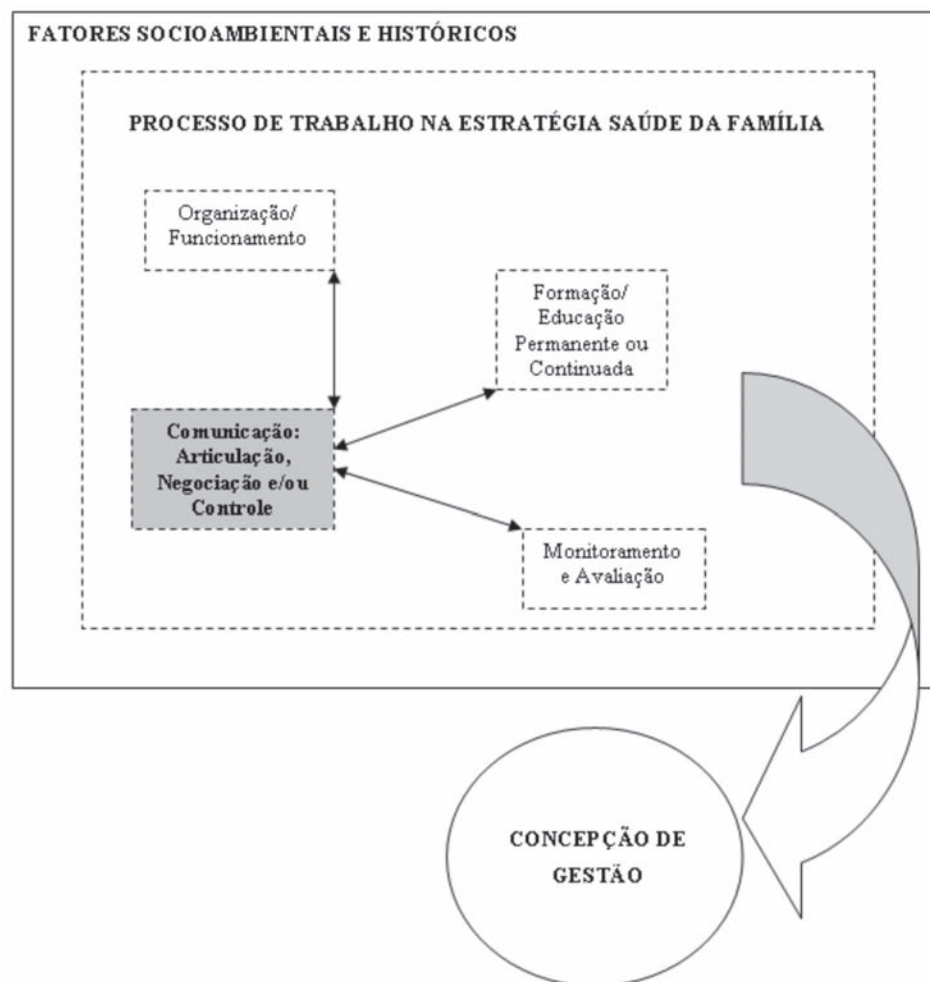 FATORES SOCIOAMBIENTAIS E HISTÓRICOS
PROCESSO DE TRABALHO NA ESTRATÉGIA SAÚDE DA FAMÍLIA
Organização/
Funcionamento
Formação/
Educação
Permanente ou
Continuada
Comunicação:
Articulação,
Negociação e/ou
Controle
Monitoramento
e Avaliação
CONCEPÇÃO DE
GESTÃO